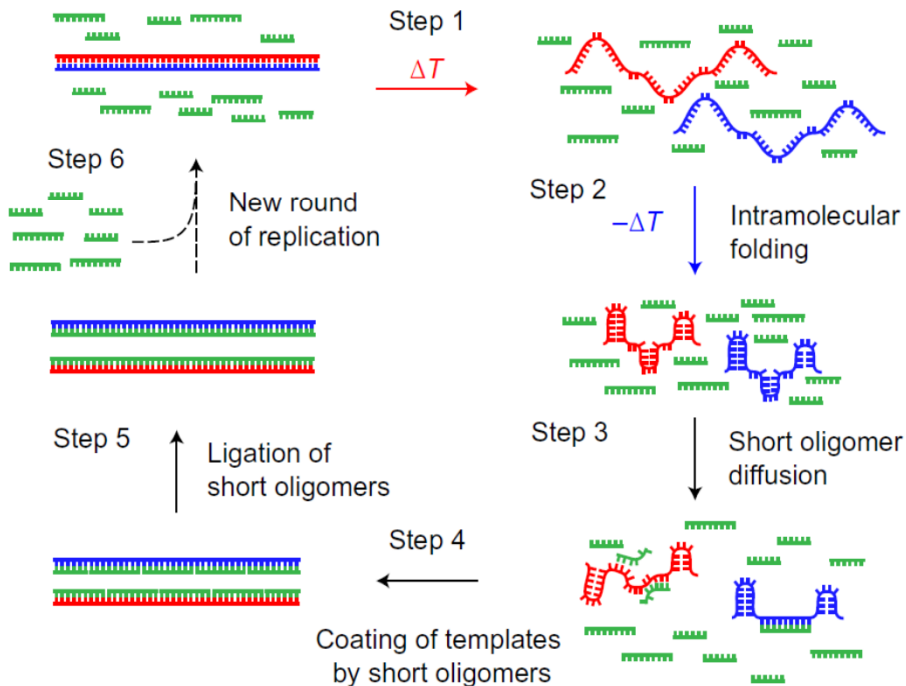 Step 1
ΔT
Step 2
−ΔT
Intramolecular
folding
Step 3
Short oligomer
diffusion
Step 4
Coating of templates
by short oligomers
Step 5
Ligation of
short oligomers
Step 6
New round
of replication